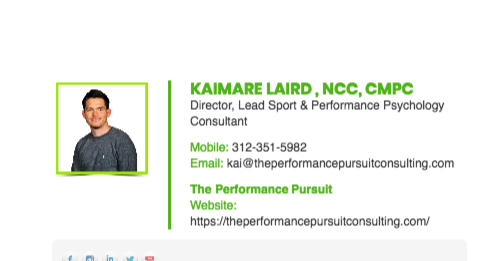 KAIMARE LAIRD , NCC, CMPC
Director, Lead Sport & Performance Psychology
Consultant
Mobile: 312-351-5982
Email: kai@theperformancepursuitconsulting.com
The Performance Pursuit
Website:
https://theperformancepursuitconsulting.com/